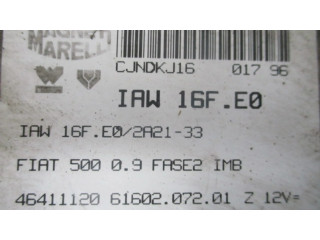 MAGNETI
MARELLI
CJNDKJ16 017 96
IAW 16F.E0
IAW 16F.E0/2A21-33
FIAT 500 0.9 FASE2 IMB
46411120 61602.072.01 Z 12V=